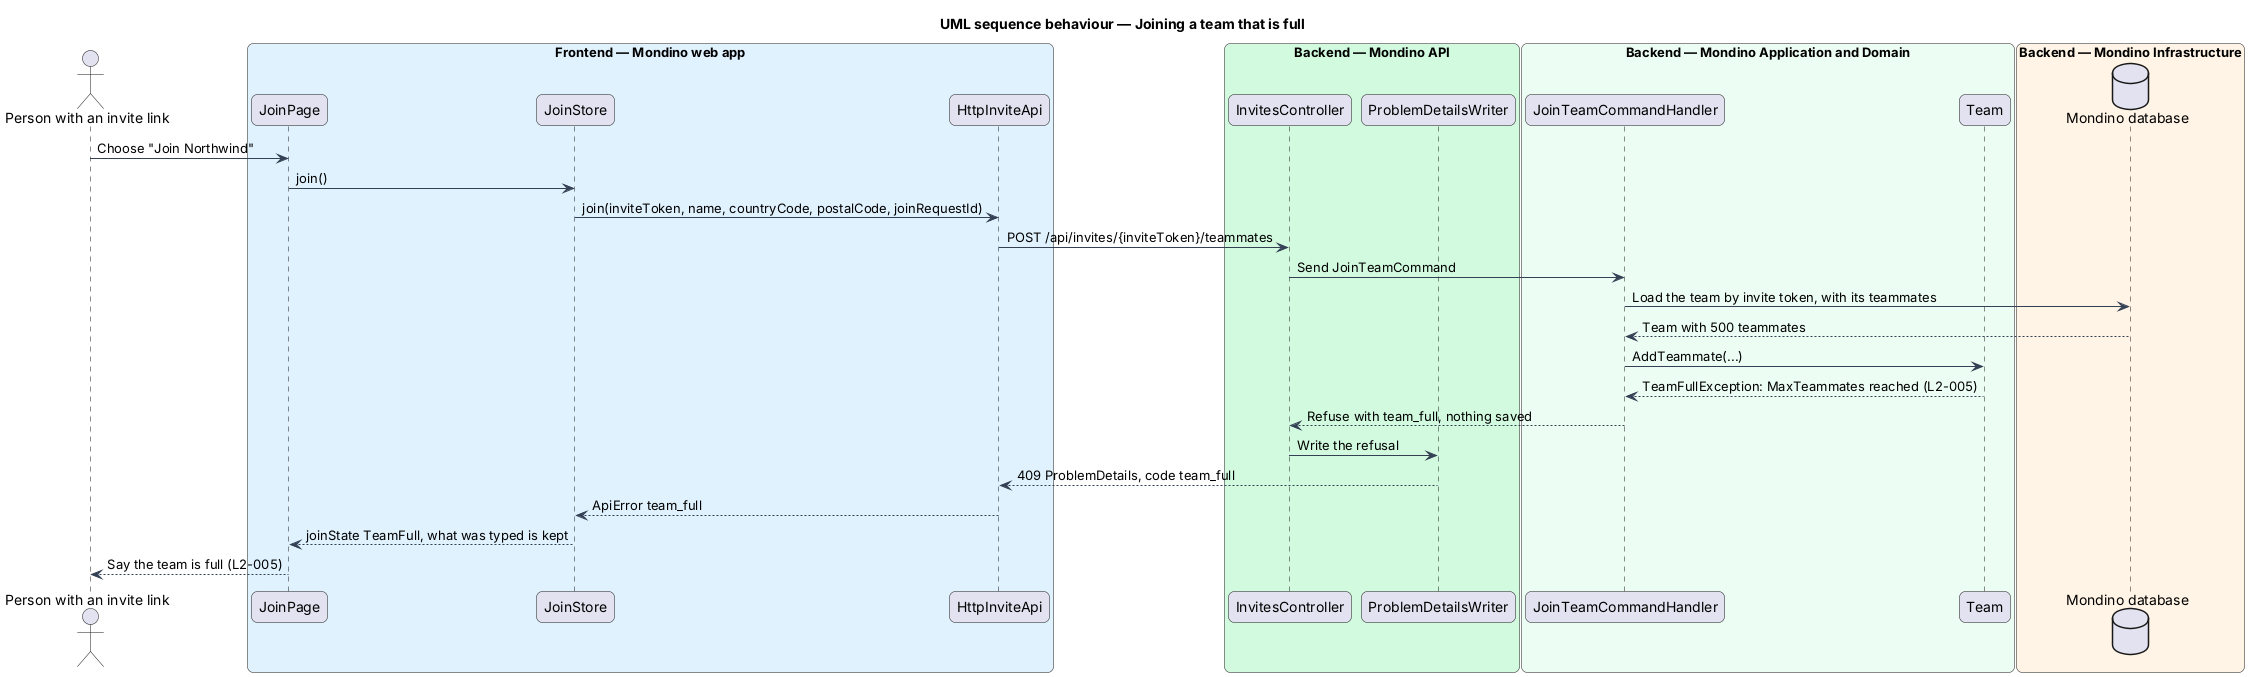 UML sequence behaviour — Joining a team that is full
Frontend — Mondino web app
Backend — Mondino API
Backend — Mondino Application and Domain
Backend — Mondino Infrastructure
Person with an invite link
JoinPage
JoinStore
HttpInviteApi
InvitesController
ProblemDetailsWriter
JoinTeamCommandHandler
Team
Mondino database
Choose "Join Northwind"
join()
join(inviteToken, name, countryCode, postalCode, joinRequestId)
POST /api/invites/{inviteToken}/teammates
Send JoinTeamCommand
Load the team by invite token, with its teammates
Team with 500 teammates
AddTeammate(...)
TeamFullException: MaxTeammates reached (L2-005)
Refuse with team_full, nothing saved
Write the refusal
409 ProblemDetails, code team_full
ApiError team_full
joinState TeamFull, what was typed is kept
Say the team is full (L2-005)
Person with an invite link
JoinPage
JoinStore
HttpInviteApi
InvitesController
ProblemDetailsWriter
JoinTeamCommandHandler
Team
Mondino database